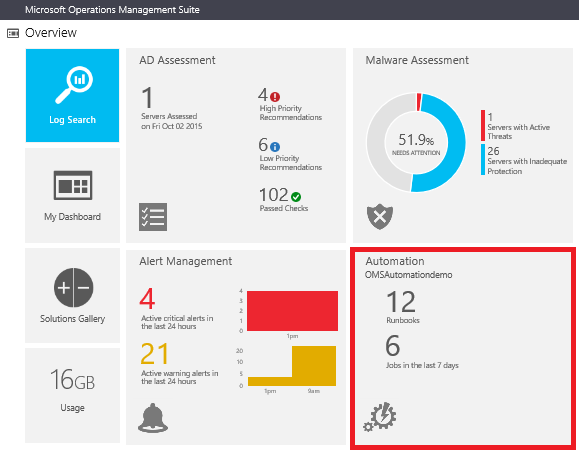 Microsoft Operations Management Suite
Overview
Log Search
My Dashboard
Solutions Gallery
16GB
Usage
AD Assessment
1
Servers Assessed
on Fri Oct 02 2015
4
High Priority
Recommendations
6
Low Priority
Recommendations
102
Passed Checks
Malware Assessment
51.9%
NEEDS ATTENTION
1
Servers with Active
Threats
26
Servers with Inadequate
Protection
Alert Management
4
Active critical alerts in
the last 24 hours
4
3
2
1
0
1pm
21
Active warning alerts in
the last 24 hours
20
10
5
0
1pm
9am
Automation
OMSAutomationdemo
12
Runbooks
6
Jobs in the last 7 days